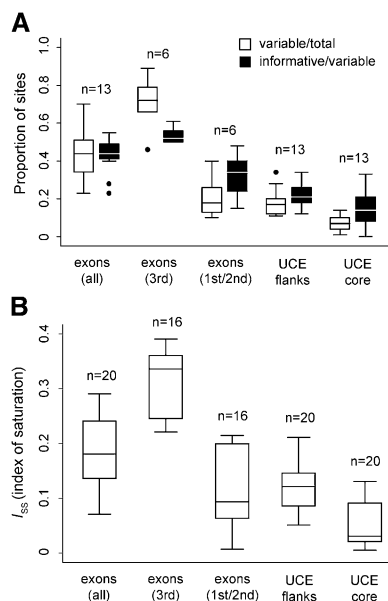 A
variable/total
informative/variable
Proportion of sites
1.0
0.8
0.6
0.4
0.2
0
n=13
n=6
n=6
n=13
n=13
exons (all)
exons (3rd)
exons (1st/2nd)
UCE flanks
UCE core
B
I_SS (index of saturation)
0.4
0.3
0.2
0.1
0
n=20
n=16
n=16
n=20
n=20
exons (all)
exons (3rd)
exons (1st/2nd)
UCE flanks
UCE core